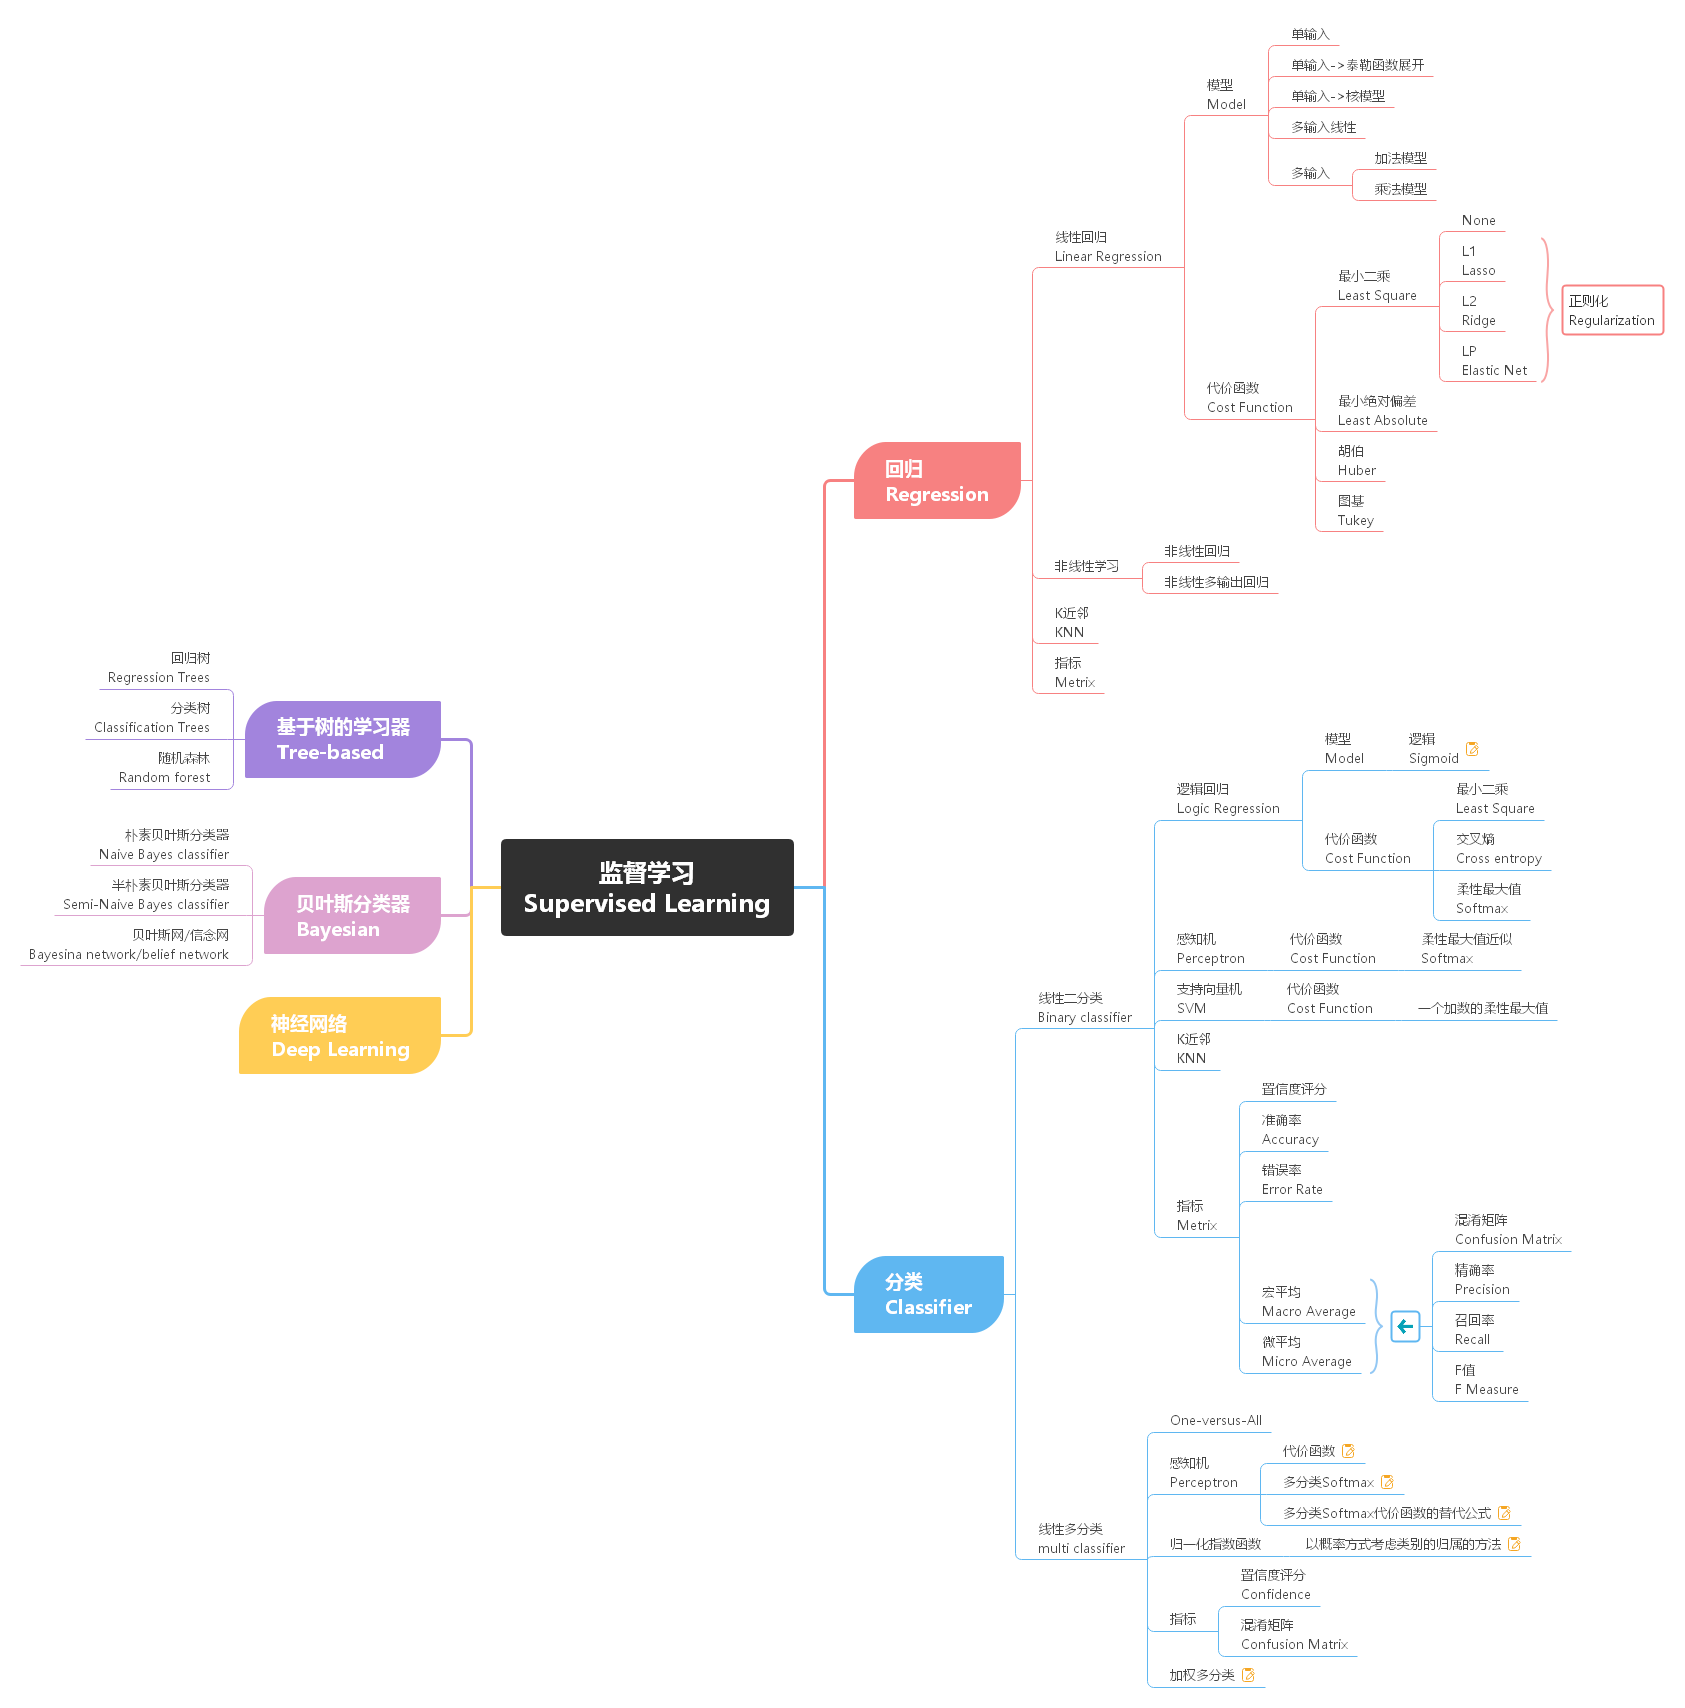 监督学习
Supervised Learning
回归
Regression
线性回归
Linear Regression
模型
Model
单输入
单输入->泰勒函数展开
单输入->核模型
多输入线性
多输入
加法模型
乘法模型
代价函数
Cost Function
最小二乘
Least Square
None
L1
Lasso
L2
Ridge
LP
Elastic Net
正则化
Regularization
最小绝对偏差
Least Absolute
胡伯
Huber
图基
Tukey
非线性学习
非线性回归
非线性多输出回归
K近邻
KNN
指标
Metrix
分类
Classifier
线性二分类
Binary classifier
逻辑回归
Logic Regression
模型
Model
逻辑
Sigmoid
代价函数
Cost Function
最小二乘
Least Square
交叉熵
Cross entropy
柔性最大值
Softmax
感知机
Perceptron
代价函数
Cost Function
柔性最大值近似
Softmax
支持向量机
SVM
代价函数
Cost Function
一个加数的柔性最大值
K近邻
KNN
指标
Metrix
置信度评分
准确率
Accuracy
错误率
Error Rate
宏平均
Macro Average
微平均
Micro Average
混淆矩阵
Confusion Matrix
精确率
Precision
召回率
Recall
F值
F Measure
线性多分类
multi classifier
One-versus-All
感知机
Perceptron
代价函数
多分类Softmax
多分类Softmax代价函数的替代公式
归一化指数函数
以概率方式考虑类别的归属的方法
指标
置信度评分
Confidence
混淆矩阵
Confusion Matrix
加权多分类
基于树的学习器
Tree-based
回归树
Regression Trees
分类树
Classification Trees
随机森林
Random forest
贝叶斯分类器
Bayesian
朴素贝叶斯分类器
Naive Bayes classifier
半朴素贝叶斯分类器
Semi-Naive Bayes classifier
贝叶斯网/信念网
Bayesina network/belief network
神经网络
Deep Learning